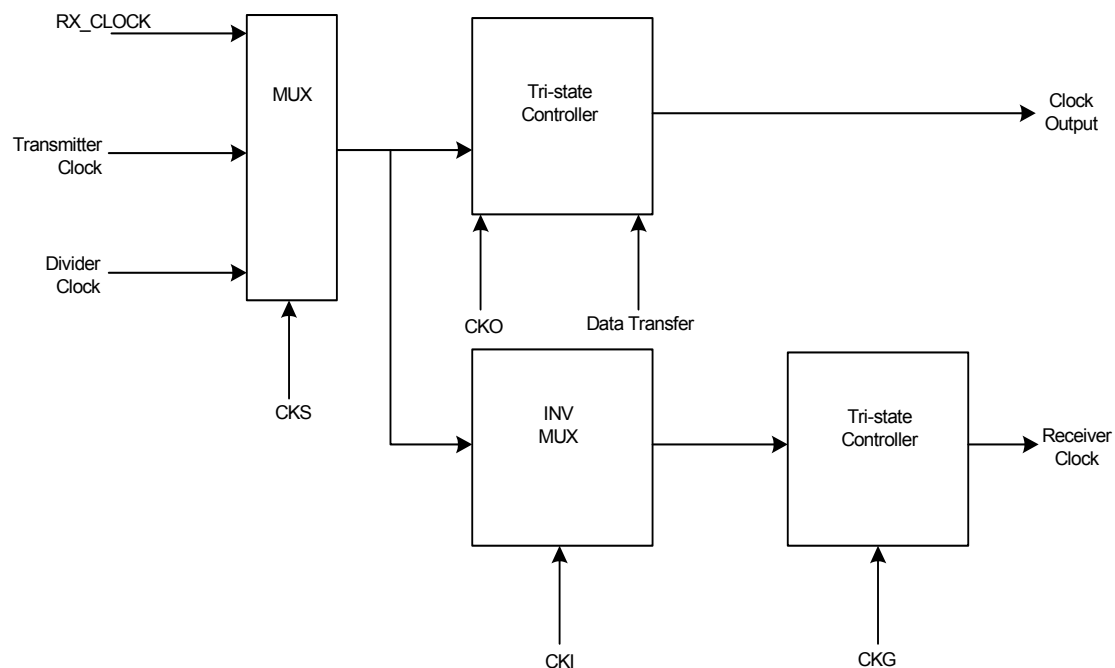 RX_CLOCK
MUX
Tri-state
Controller
Clock
Output
Transmitter
Clock
Divider
Clock
CKO
Data Transfer
CKS
INV
MUX
Tri-state
Controller
Receiver
Clock
CKI
CKG